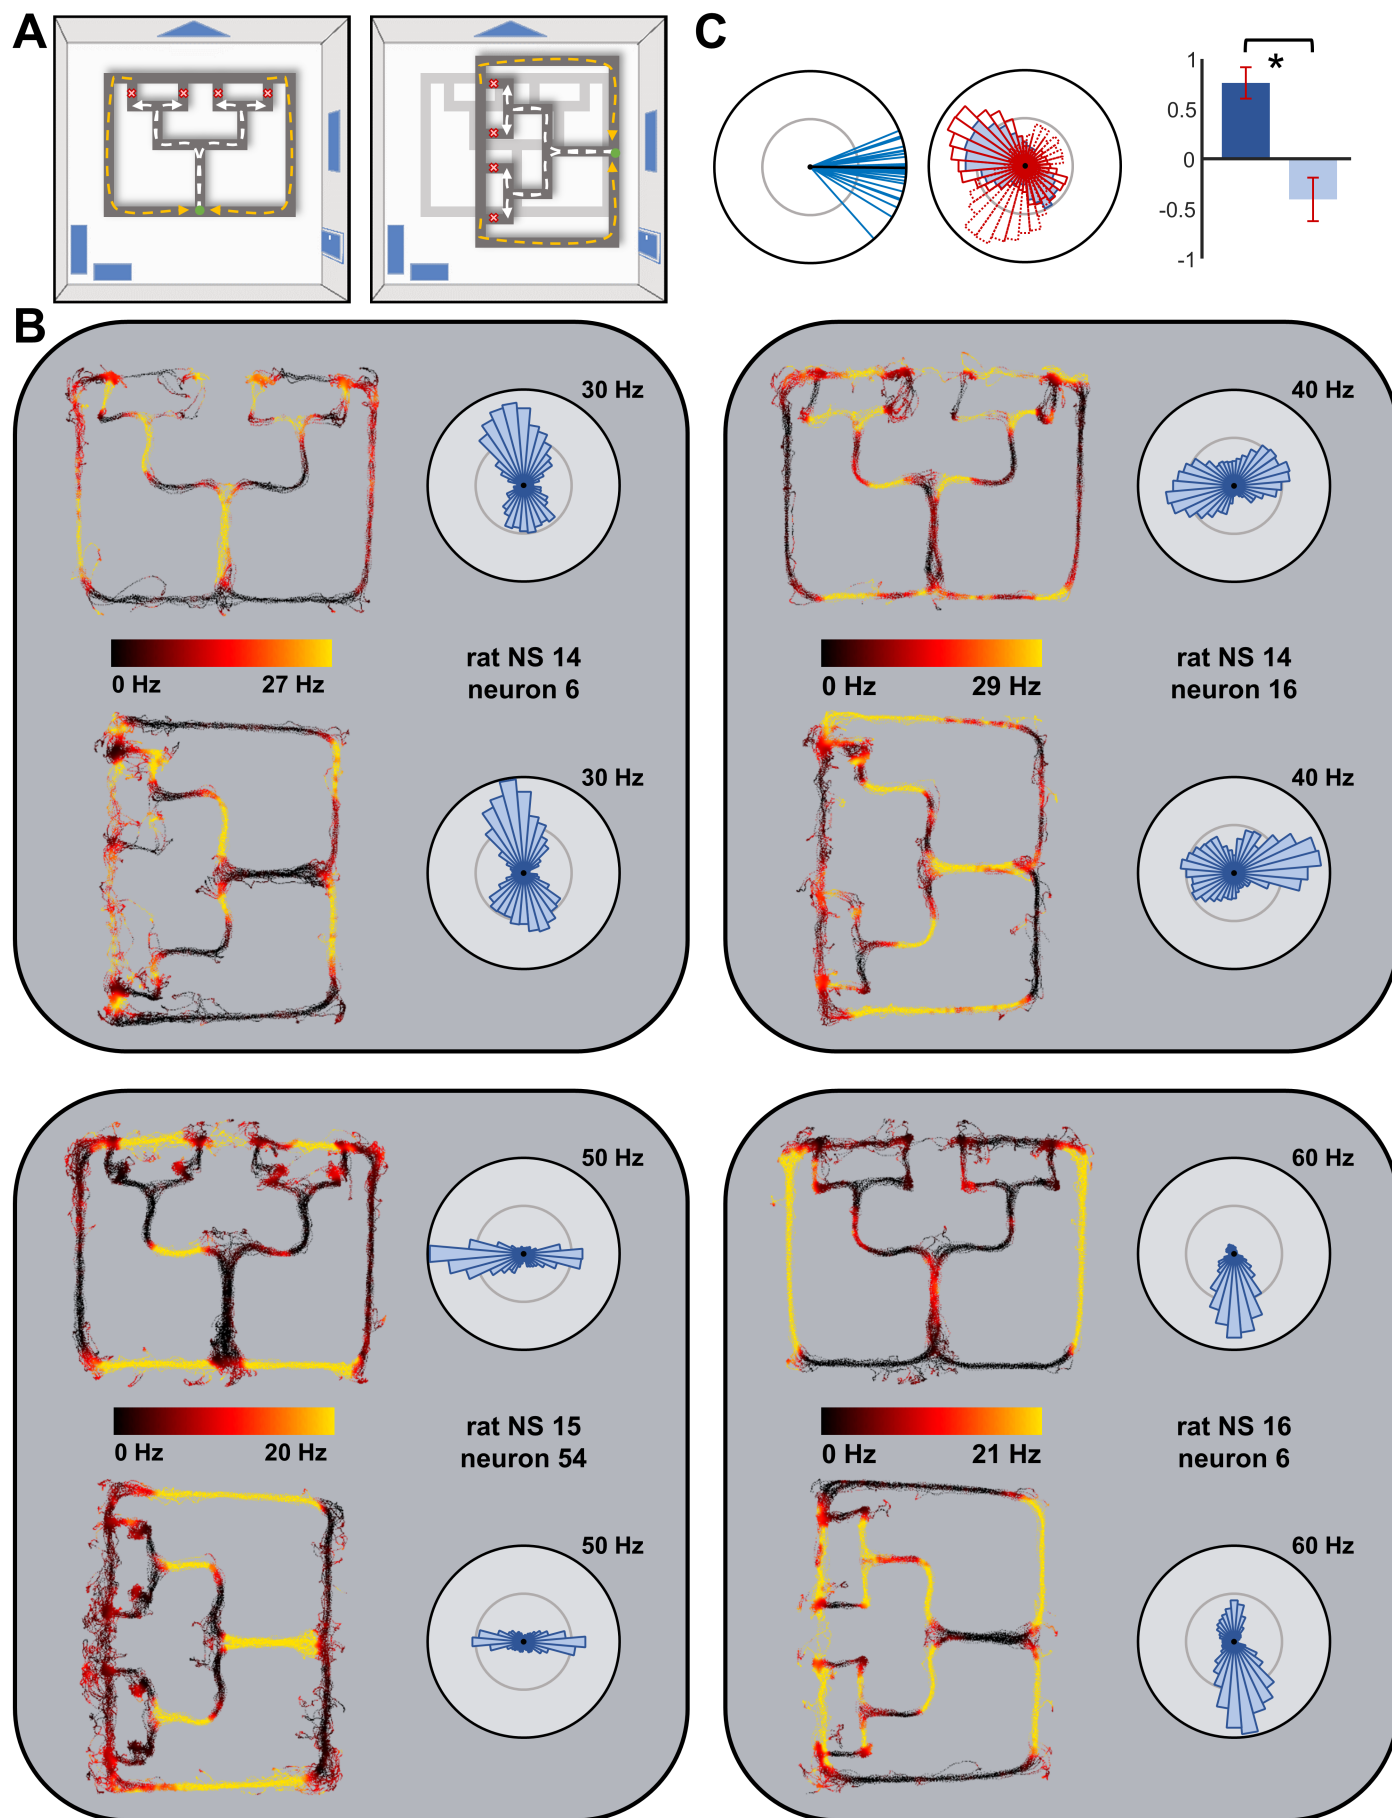 A
C
1
0.5
0
-0.5
-1
*
B
30 Hz
40 Hz
0 Hz
27 Hz
rat NS 14
neuron 6
0 Hz
29 Hz
rat NS 14
neuron 16
30 Hz
40 Hz
50 Hz
60 Hz
0 Hz
20 Hz
rat NS 15
neuron 54
0 Hz
21 Hz
rat NS 16
neuron 6
50 Hz
60 Hz